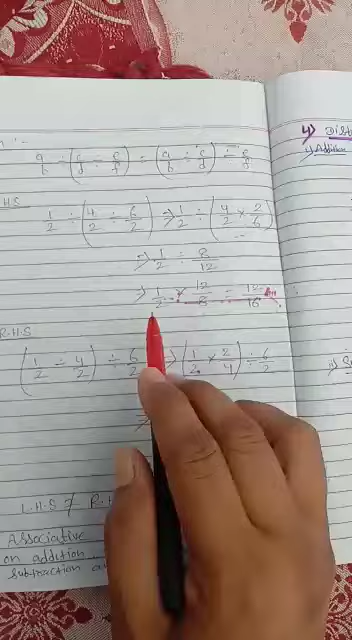 a/b ÷ (c/d ÷ e/f) = (a/b ÷ c/d) ÷ e/f
H.S
1/2 ÷ (4/2 ÷ 6/2) ⇒ 1/2 ÷ (4/2 × 2/6)
⇒ 1/2 ÷ 8/12
⇒ 1/2 × 12/8 = 12/16
R.H.S
(1/2 ÷ 4/2) ÷ 6/2 ⇒ (1/2 × 2/4) ÷ 6/2
L.H.S ≠ R.H
Associative
on addition
subtraction
4) Dist
i) Addition
ii)